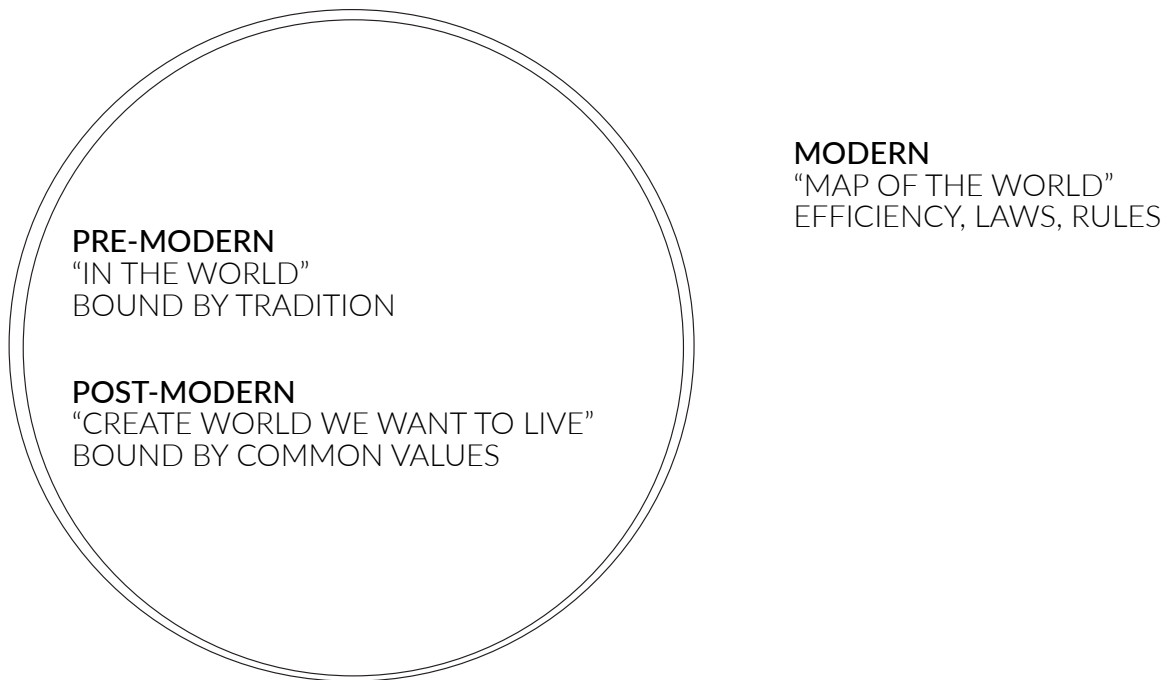 MODERN
“MAP OF THE WORLD”
EFFICIENCY, LAWS, RULES
PRE-MODERN
“IN THE WORLD”
BOUND BY TRADITION
POST-MODERN
“CREATE WORLD WE WANT TO LIVE”
BOUND BY COMMON VALUES